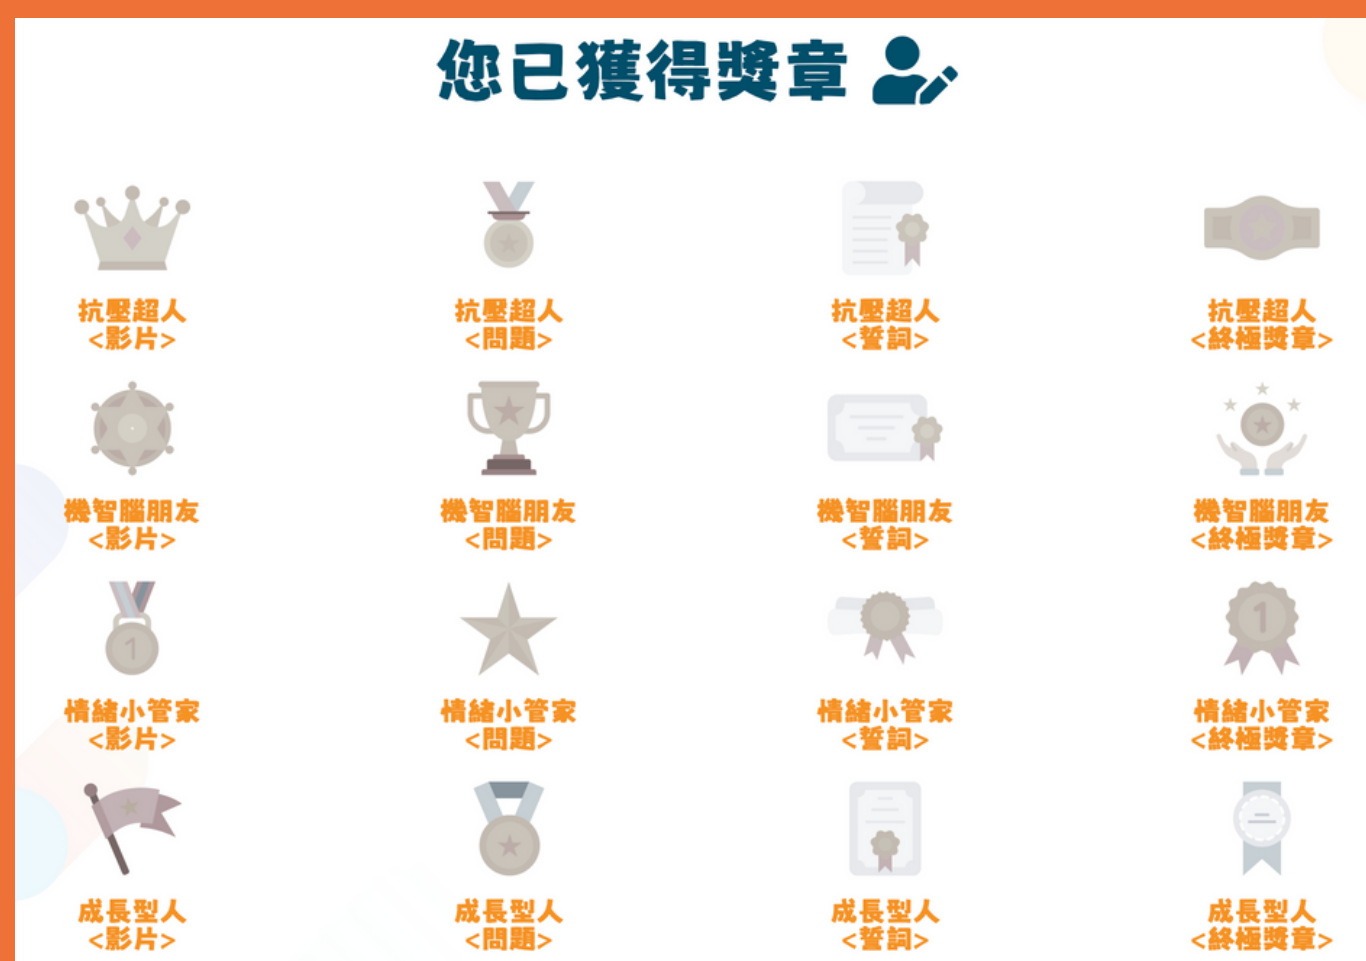 您已獲得獎章
抗壓超人
<影片>
抗壓超人
<問題>
抗壓超人
<誓詞>
抗壓超人
<終極獎章>
機智腦朋友
<影片>
機智腦朋友
<問題>
機智腦朋友
<誓詞>
機智腦朋友
<終極獎章>
1
1
情緒小管家
<影片>
情緒小管家
<問題>
情緒小管家
<誓詞>
情緒小管家
<終極獎章>
成長型人
<影片>
成長型人
<問題>
成長型人
<誓詞>
成長型人
<終極獎章>